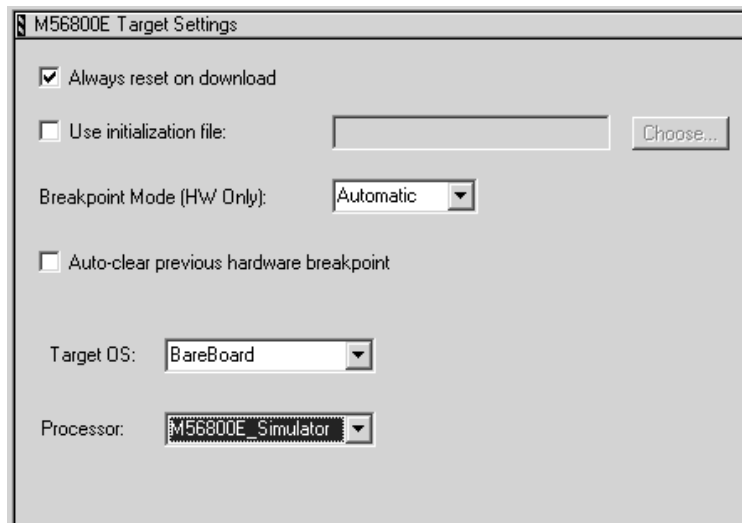 M56800E Target Settings
Always reset on download
Use initialization file: Choose...
Breakpoint Mode (HW Only): Automatic
Auto-clear previous hardware breakpoint
Target OS: BareBoard
Processor: M56800E_Simulator